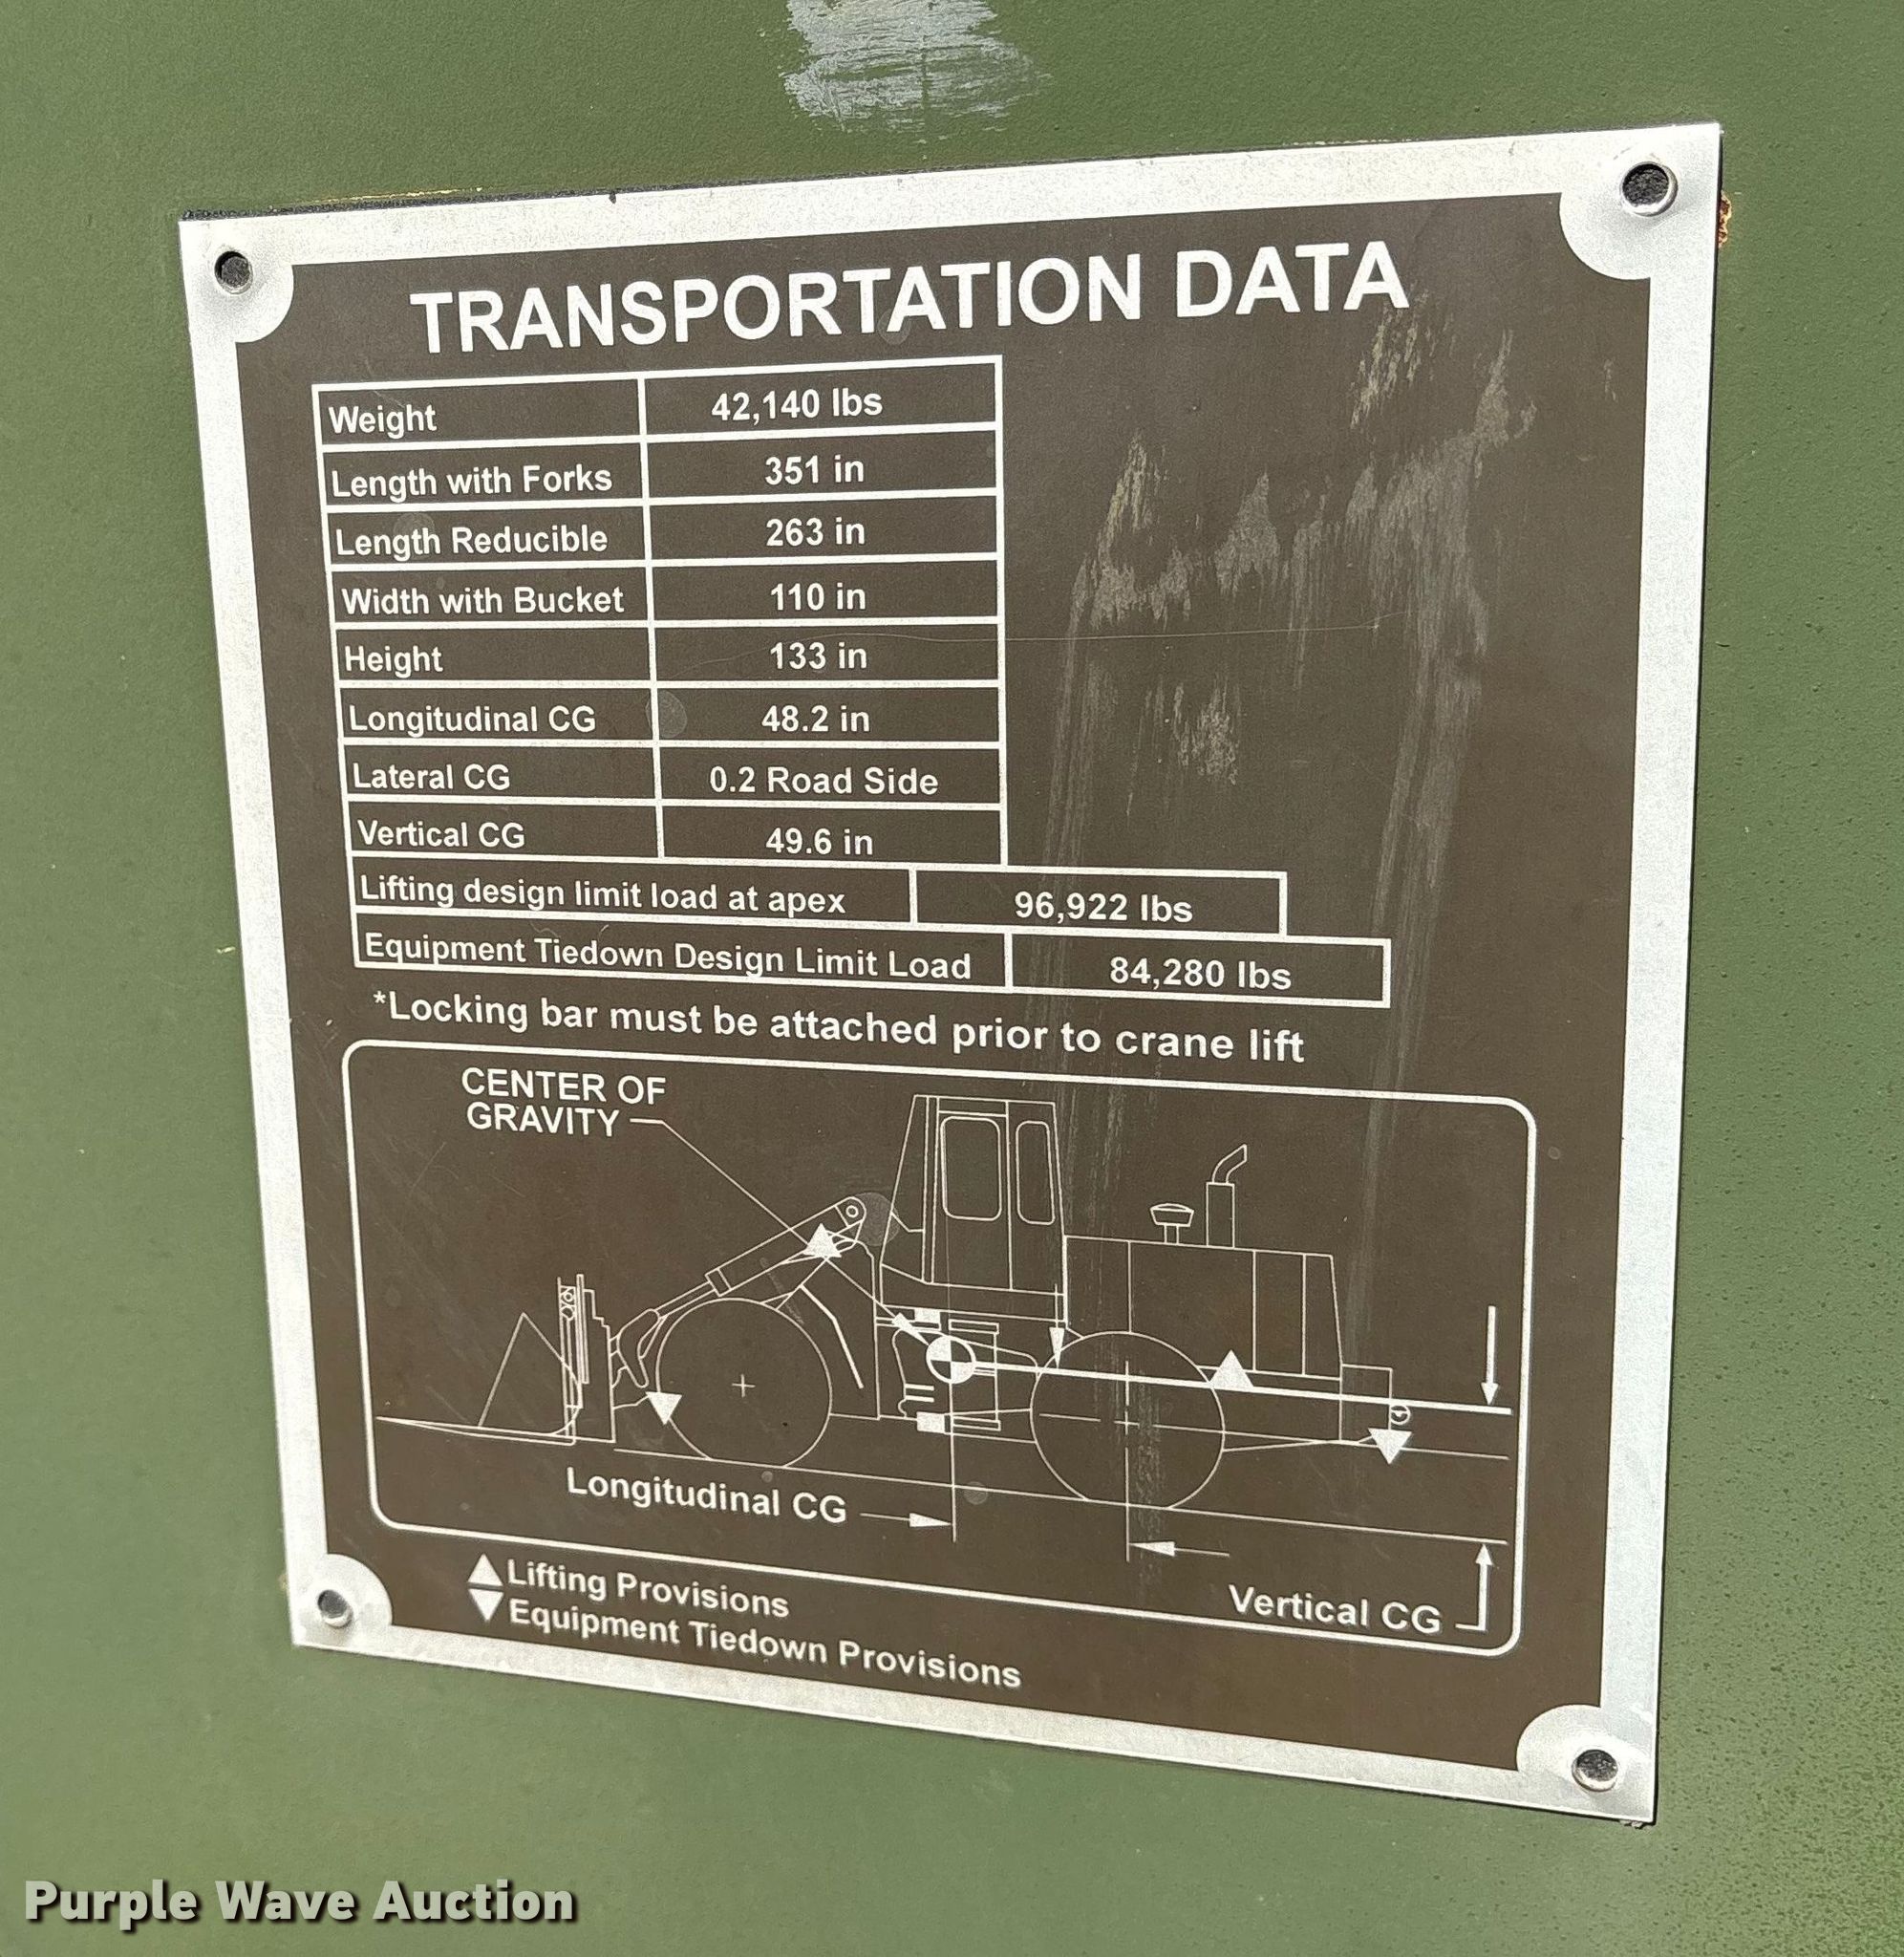 TRANSPORTATION DATA
Weight 42,140 lbs
Length with Forks 351 in
Length Reducible 263 in
Width with Bucket 110 in
Height 133 in
Longitudinal CG 48.2 in
Lateral CG 0.2 Road Side
Vertical CG 49.6 in
Lifting design limit load at apex 96,922 lbs
Equipment Tiedown Design Limit Load 84,280 lbs
*Locking bar must be attached prior to crane lift
CENTER OF
GRAVITY
Longitudinal CG
Vertical CG
Lifting Provisions
Equipment Tiedown Provisions
Purple Wave Auction